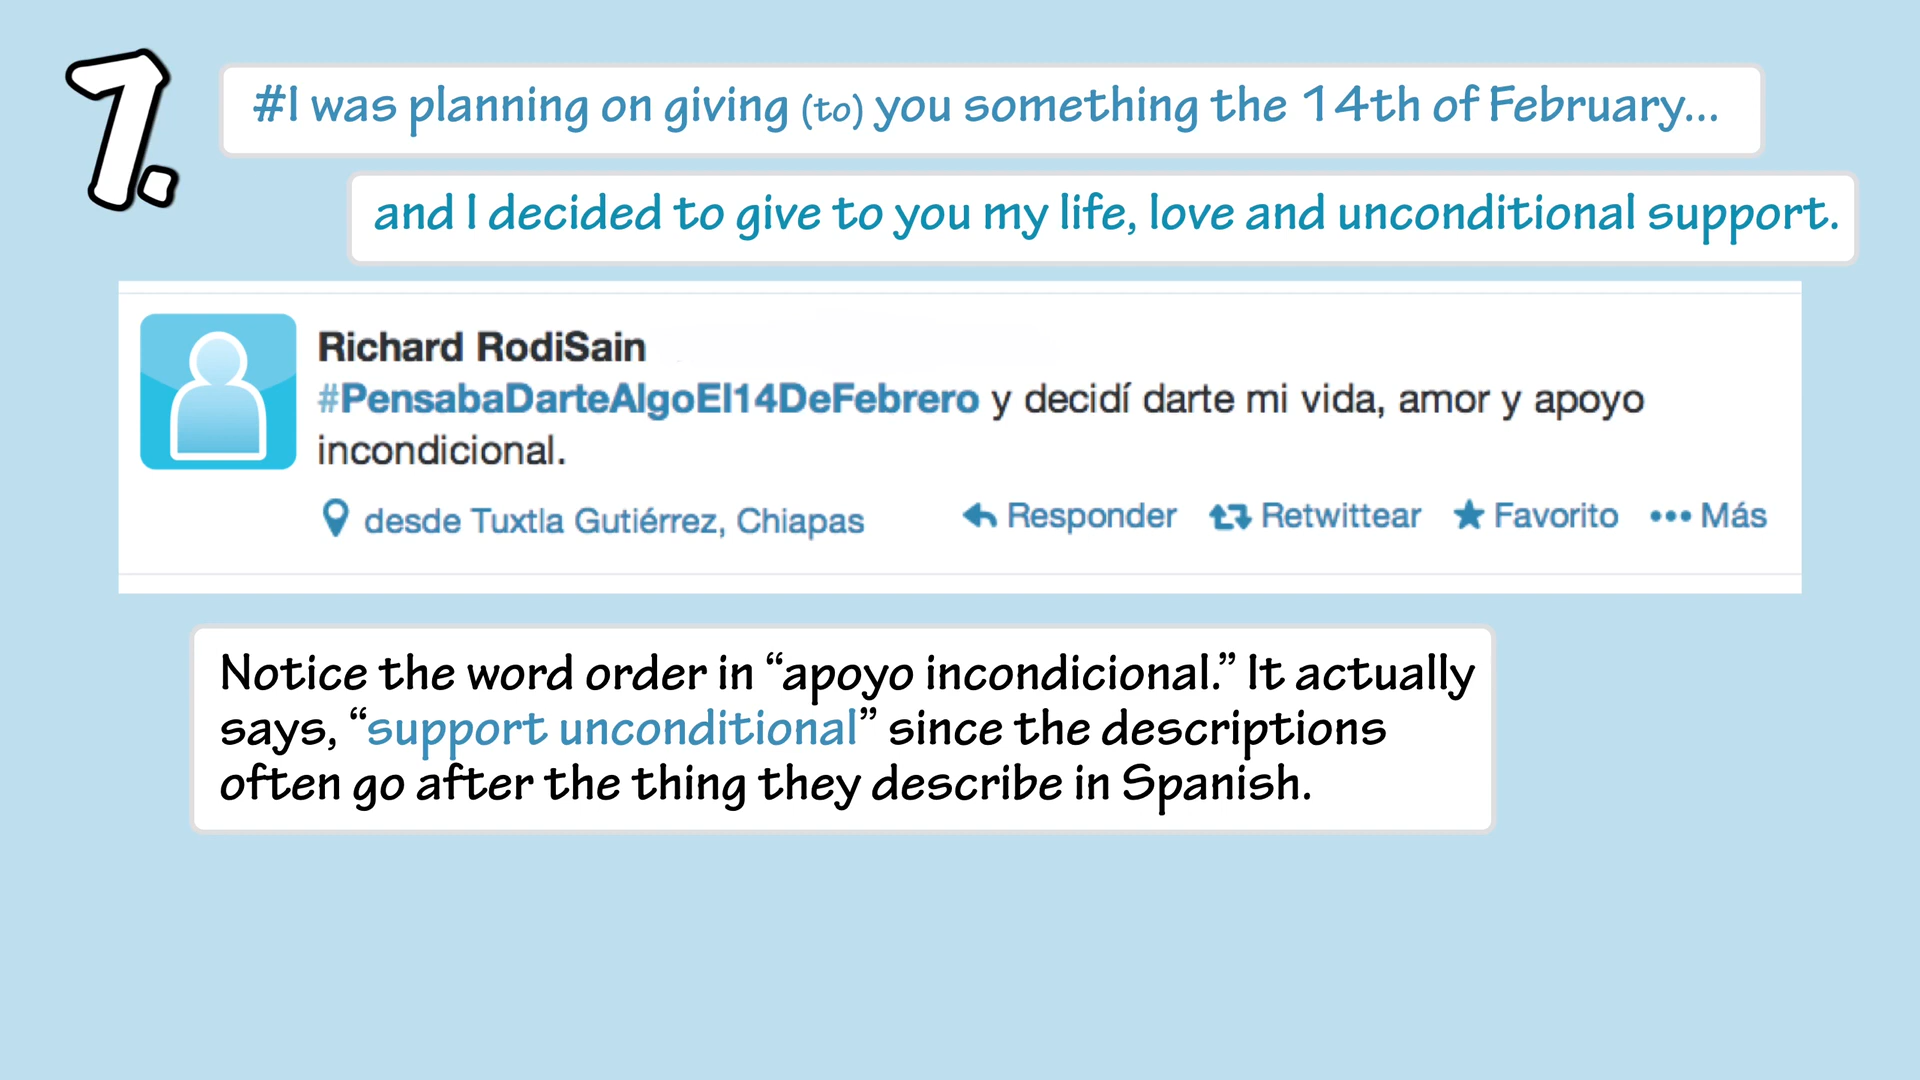 1.
#I was planning on giving (to) you something the 14th of February...
and I decided to give to you my life, love and unconditional support.
Richard RodiSain
#PensabaDarteAlgoEl14DeFebrero y decidí darte mi vida, amor y apoyo
incondicional.
desde Tuxtla Gutiérrez, Chiapas Responder Retwittear Favorito ••• Más
Notice the word order in “apoyo incondicional.” It actually
says, “support unconditional” since the descriptions
often go after the thing they describe in Spanish.